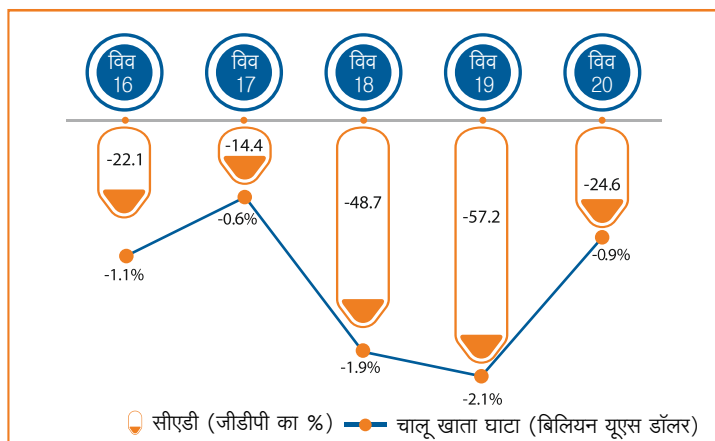 विव 16
विव 17
विव 18
विव 19
विव 20
-22.1
-14.4
-48.7
-57.2
-24.6
-1.1%
-0.6%
-1.9%
-2.1%
-0.9%
सीएडी (जीडीपी का %)
चालू खाता घाटा (बिलियन यूएस डॉलर)